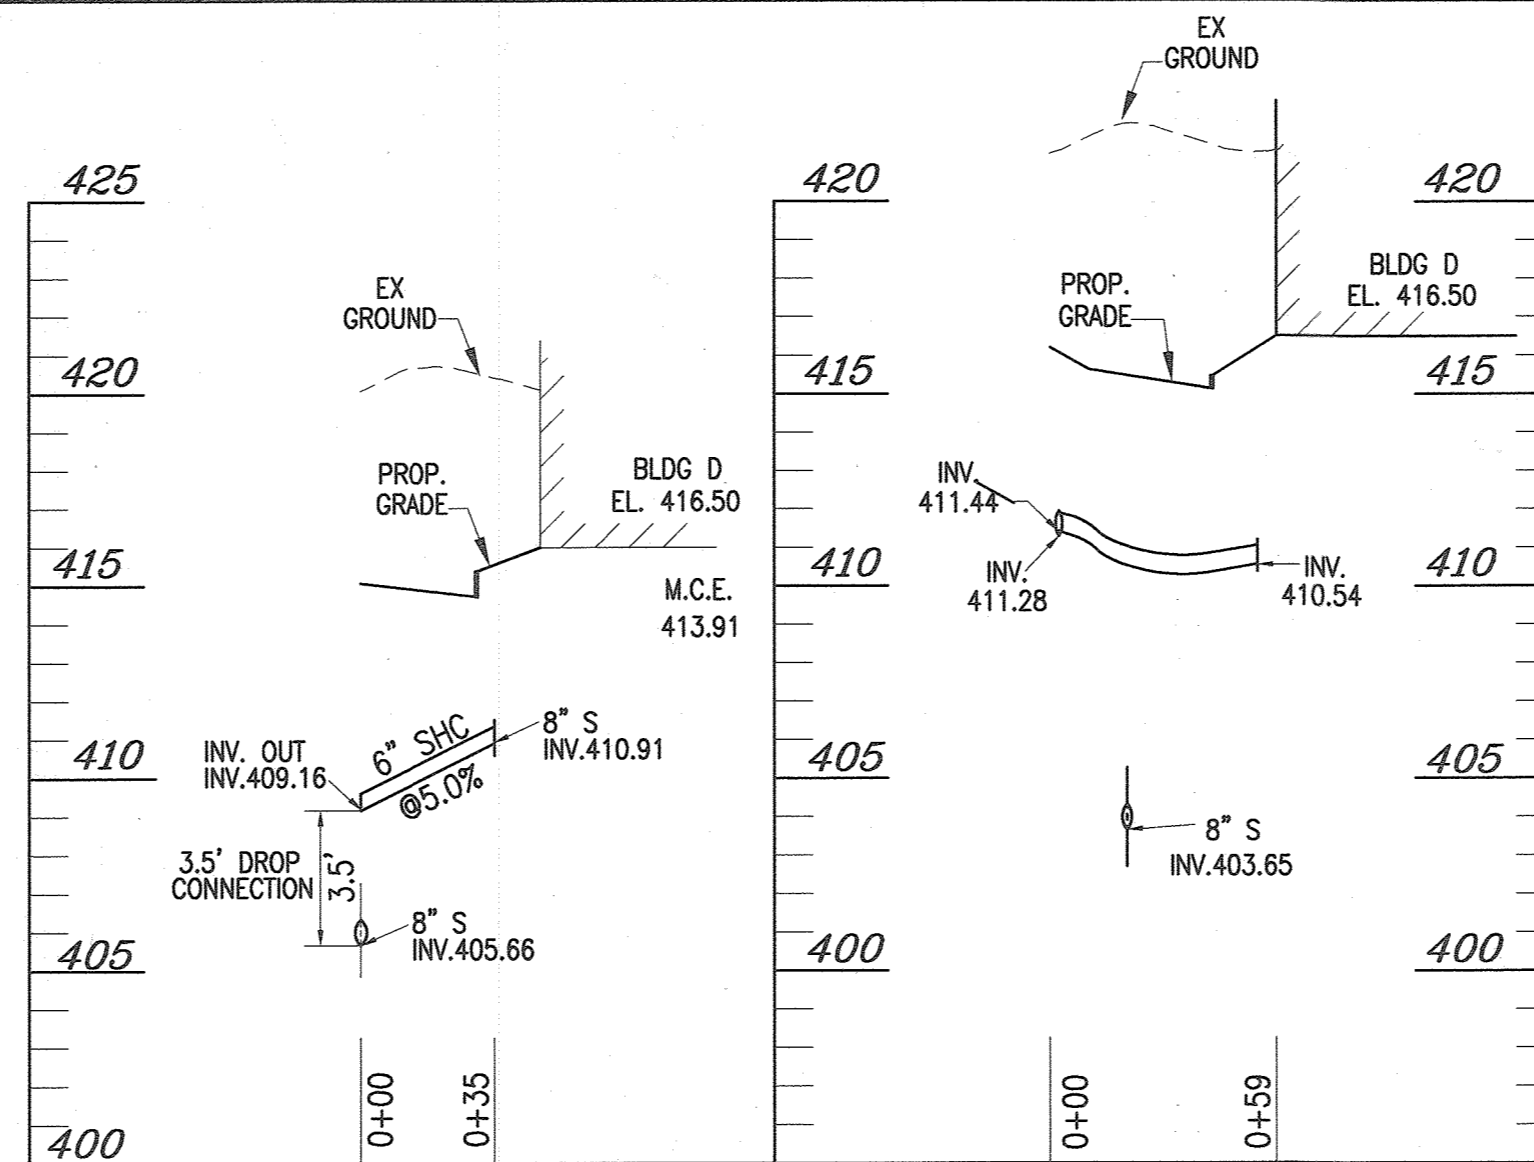 425
420
415
410
405
400
EX
GROUND
PROP.
GRADE
BLDG D
EL. 416.50
M.C.E.
413.91
INV. OUT
INV.409.16
6" SHC
@5.0%
8" S
INV.410.91
3.5' DROP
CONNECTION
3.5'
8" S
INV.405.66
0+00
0+35
EX
GROUND
420
415
410
405
400
PROP.
GRADE
BLDG D
EL. 416.50
INV.
411.44
INV.
411.28
INV.
410.54
8" S
INV.403.65
0+00
0+59
420
415
410
405
400